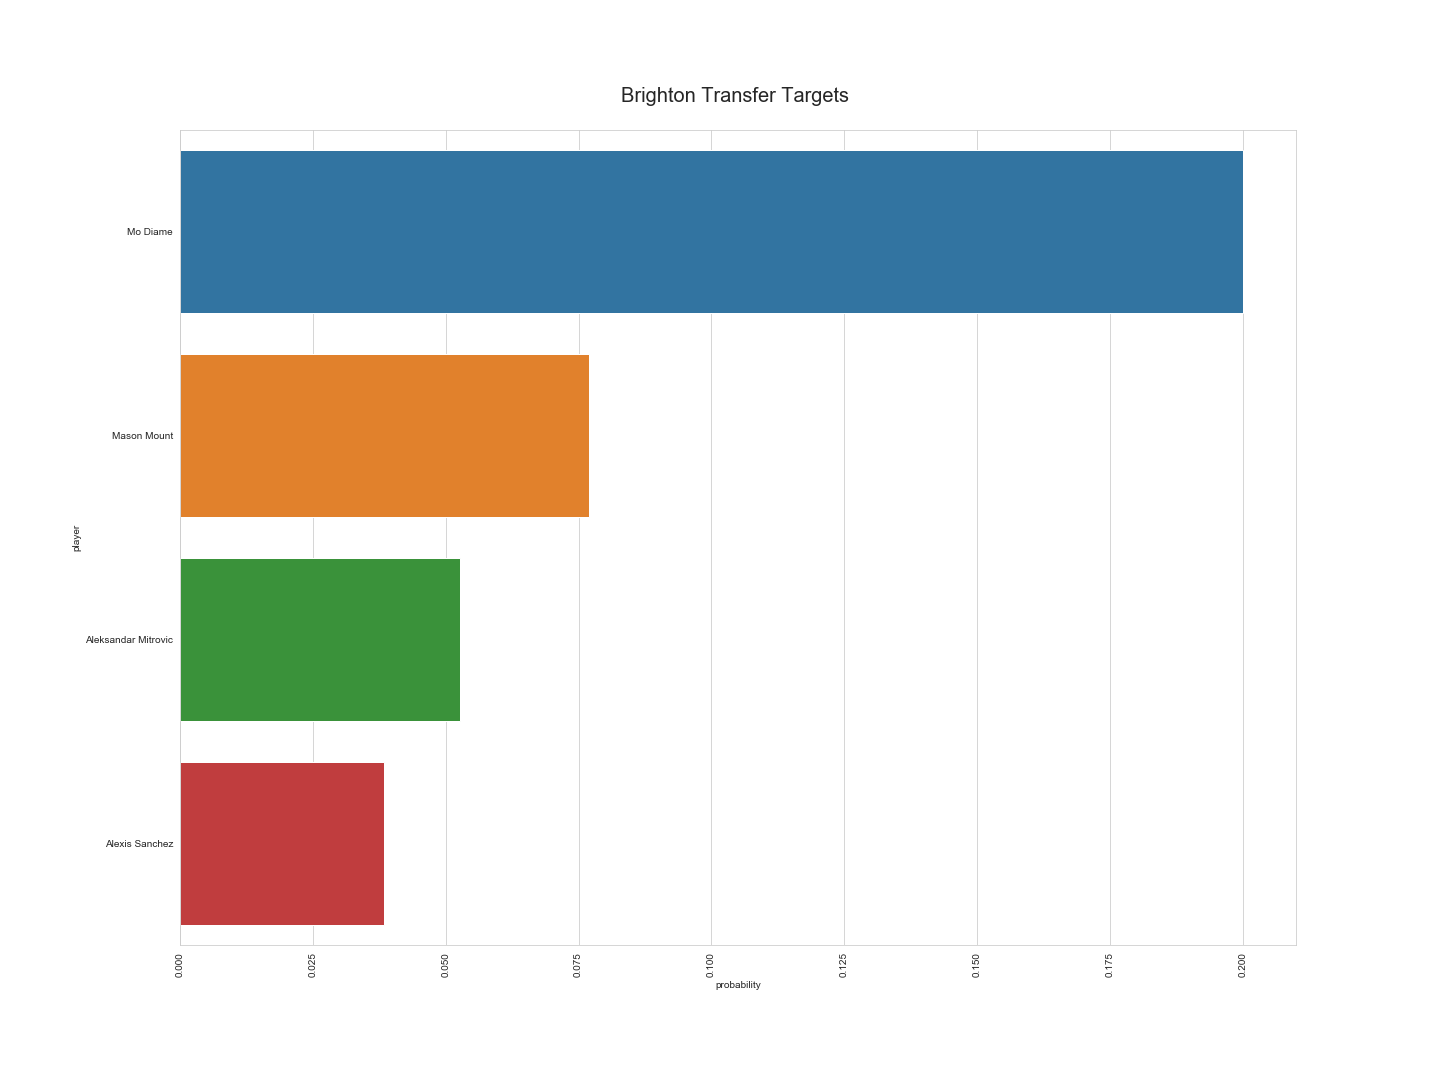 Brighton Transfer Targets
Mo Diame
Mason Mount
player
Aleksandar Mitrovic
Alexis Sanchez
0.000
0.025
0.050
0.075
0.100
0.125
0.150
0.175
0.200
probability